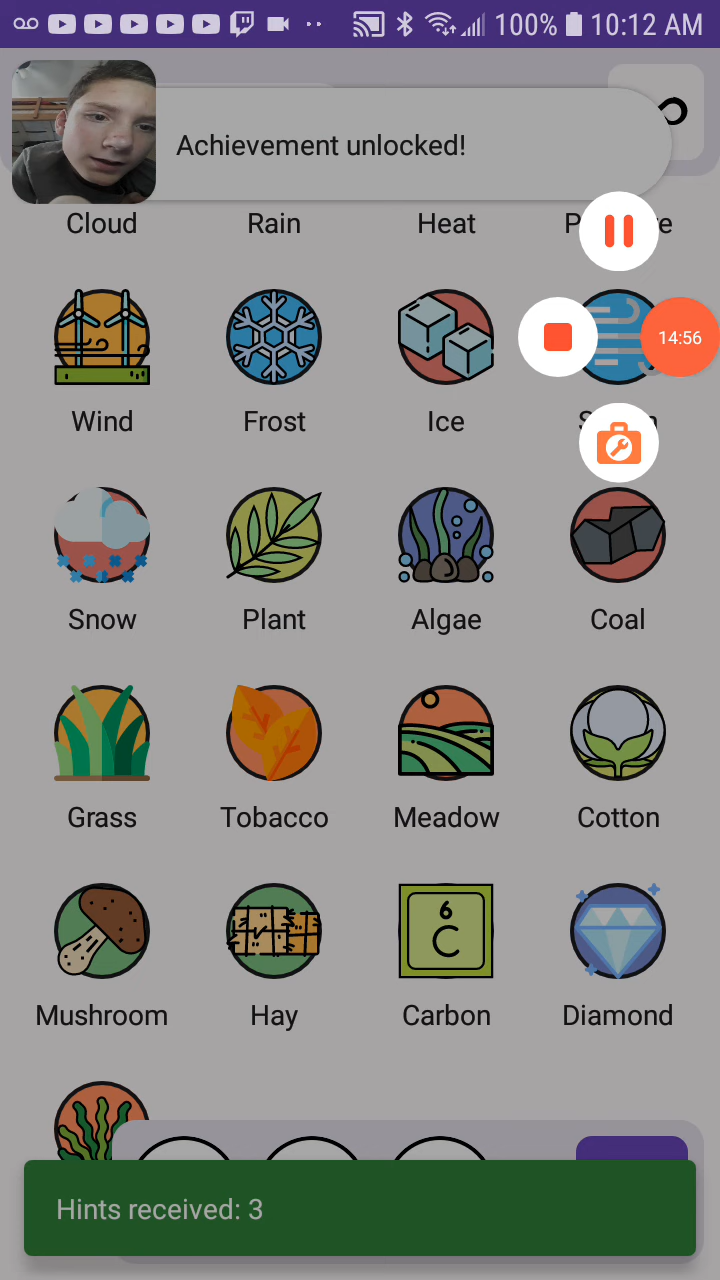 100% 10:12 AM
Achievement unlocked!
Cloud Rain Heat
14:56
Wind Frost Ice
Snow Plant Algae Coal
Grass Tobacco Meadow Cotton
6
C
Mushroom Hay Carbon Diamond
Hints received: 3